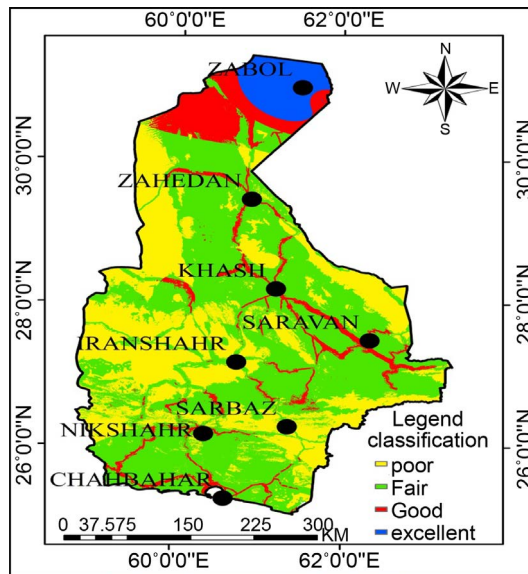 60°0'0"E 62°0'0"E
ZABOL
N
W E
S
30°0'0"N 30°0'0"N
ZAHEDAN
KHASH
28°0'0"N 28°0'0"N
SARAVAN
IRANSHAHR
SARBAZ
NIKSHAHR
26°0'0"N 26°0'0"N
CHAHBAHAR
Legend
classification
poor
Fair
Good
excellent
0 37.575 150 225 300
KM
60°0'0"E 62°0'0"E